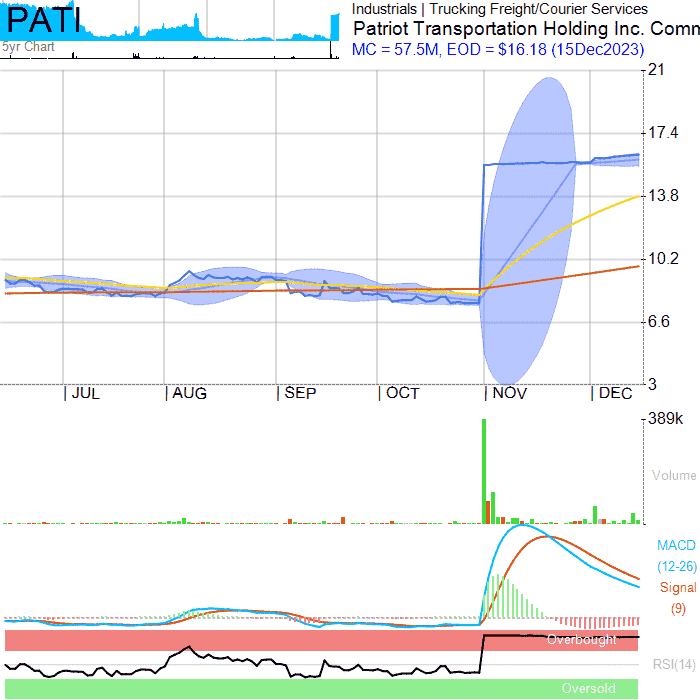 PATI
5yr Chart
Industrials | Trucking Freight/Courier Services
Patriot Transportation Holding Inc. Comn
MC = 57.5M, EOD = $16.18 (15Dec2023)
21
17.4
13.8
10.2
6.6
3
JUL
AUG
SEP
OCT
NOV
DEC
389k
Volume
MACD
(12-26)
Signal
(9)
Overbought
RSI(14)
Oversold